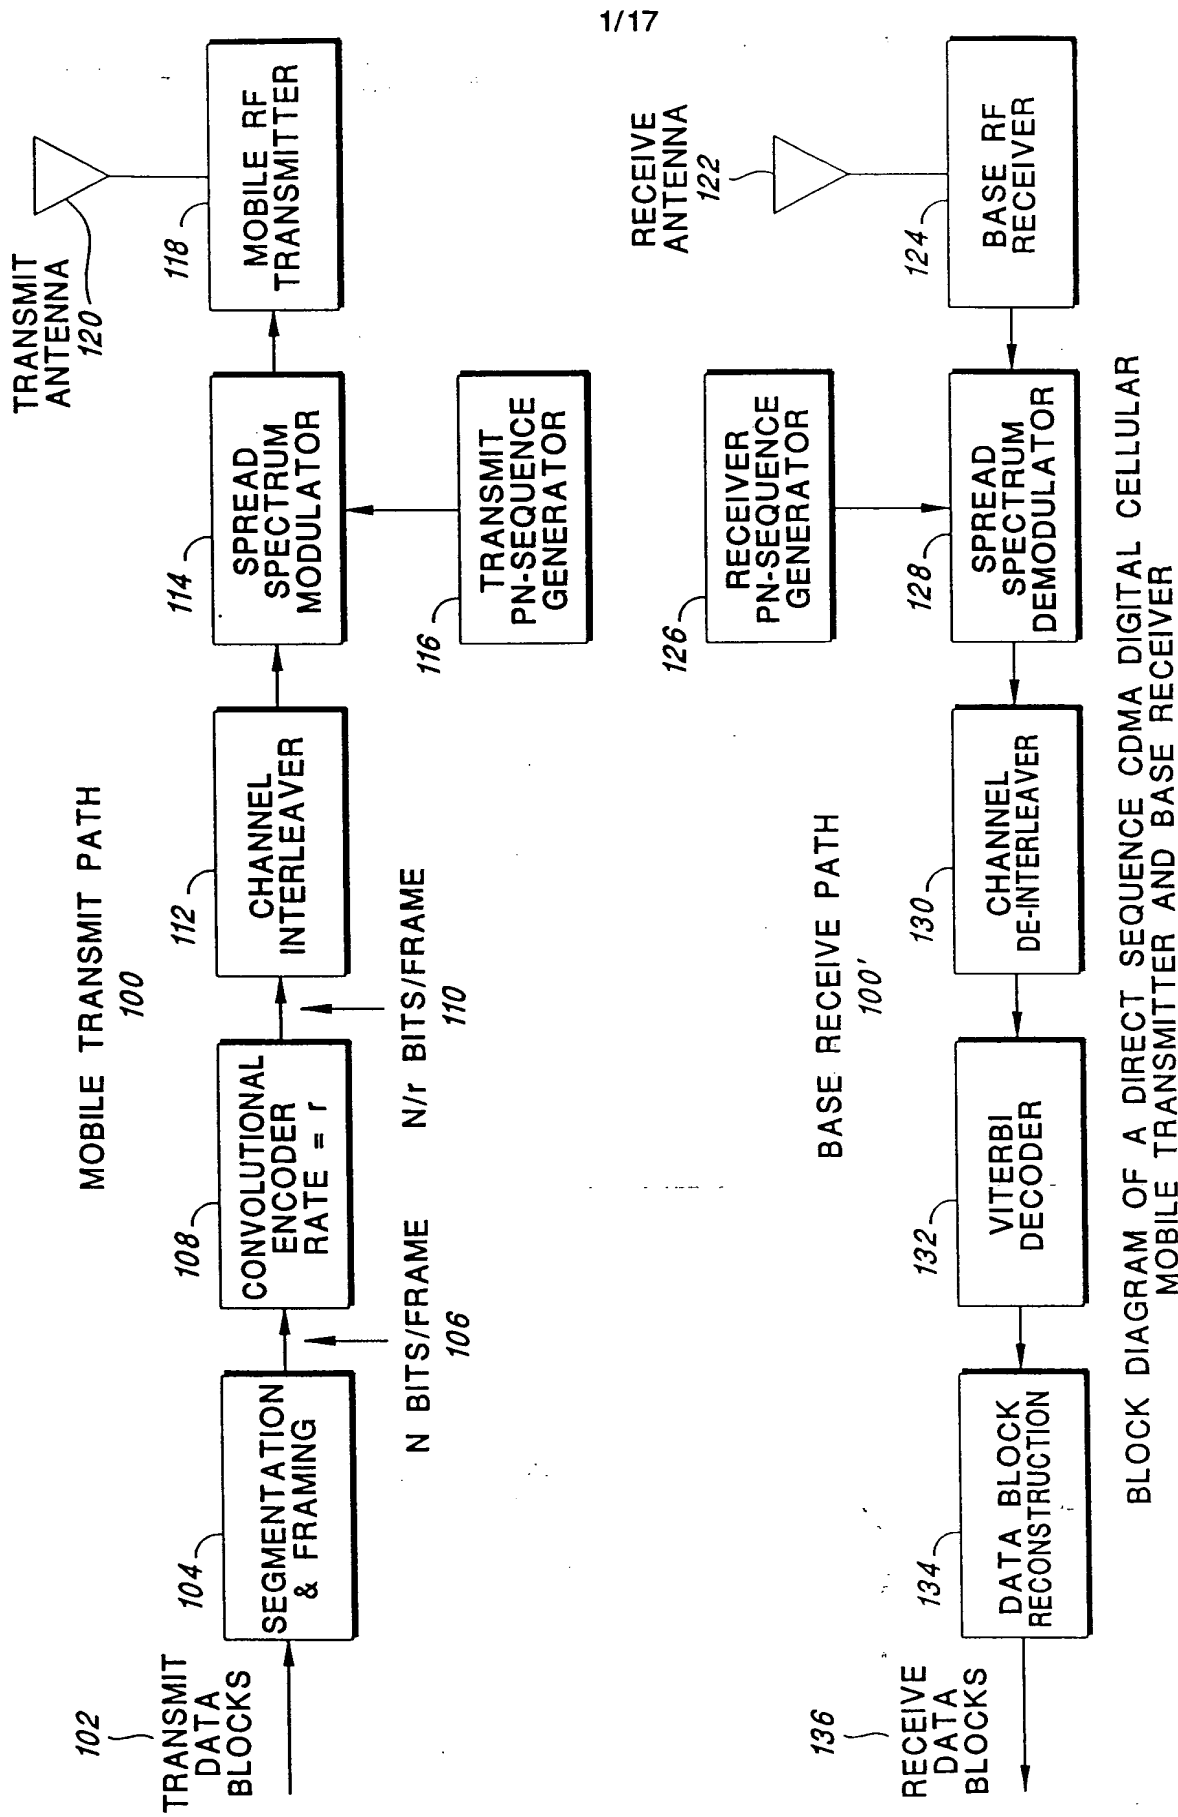 1/17
MOBILE TRANSMIT PATH
100
102
TRANSMIT
DATA
BLOCKS
104
SEGMENTATION
& FRAMING
N BITS/FRAME
106
108
CONVOLUTIONAL
ENCODER
RATE = r
N/r BITS/FRAME
110
112
CHANNEL
INTERLEAVER
114
SPREAD
SPECTRUM
MODULATOR
116
TRANSMIT
PN-SEQUENCE
GENERATOR
118
MOBILE RF
TRANSMITTER
TRANSMIT
ANTENNA
120
BASE RECEIVE PATH
100'
RECEIVE
ANTENNA
122
124
BASE RF
RECEIVER
126
RECEIVER
PN-SEQUENCE
GENERATOR
128
SPREAD
SPECTRUM
DEMODULATOR
130
CHANNEL
DE-INTERLEAVER
132
VITERBI
DECODER
134
DATA BLOCK
RECONSTRUCTION
136
RECEIVE
DATA
BLOCKS
BLOCK DIAGRAM OF A DIRECT SEQUENCE CDMA DIGITAL CELLULAR
MOBILE TRANSMITTER AND BASE RECEIVER